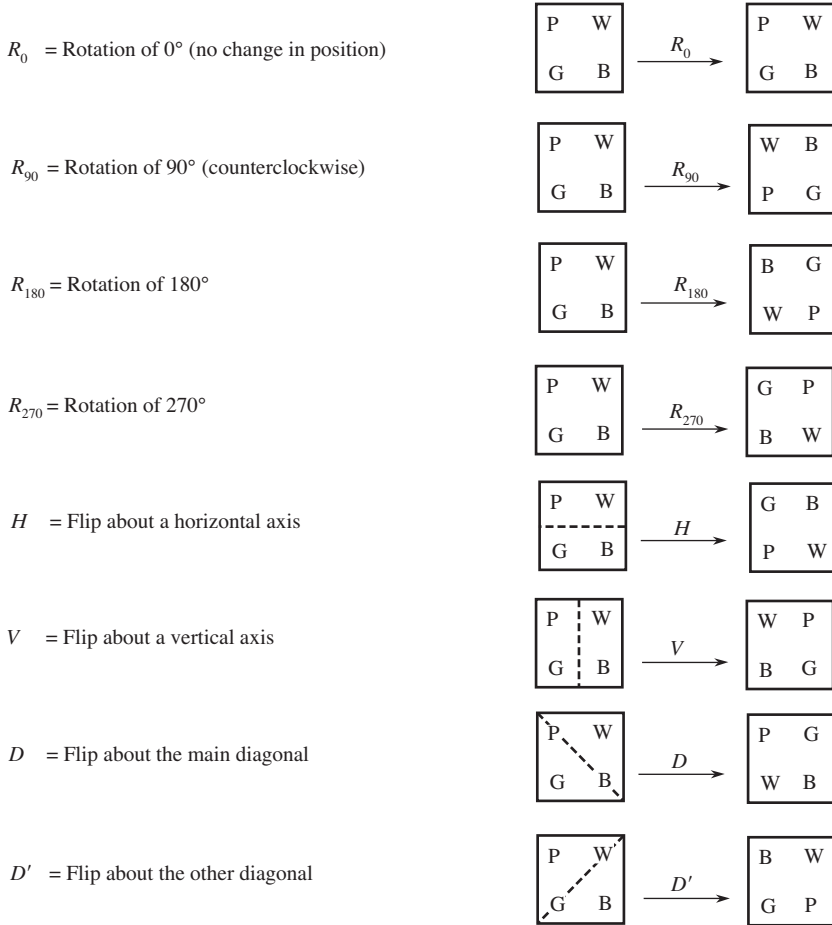 P W P W
R₀ = Rotation of 0° (no change in position) R₀
G B G B
P W W B
R₉₀ = Rotation of 90° (counterclockwise) R₉₀
G B P G
P W B G
R₁₈₀ = Rotation of 180° R₁₈₀
G B W P
P W G P
R₂₇₀ = Rotation of 270° R₂₇₀
G B B W
P W G B
H = Flip about a horizontal axis H
G B P W
P W W P
V = Flip about a vertical axis V
G B B G
P W P G
D = Flip about the main diagonal D
G B W B
P W B W
D′ = Flip about the other diagonal D′
G B G P